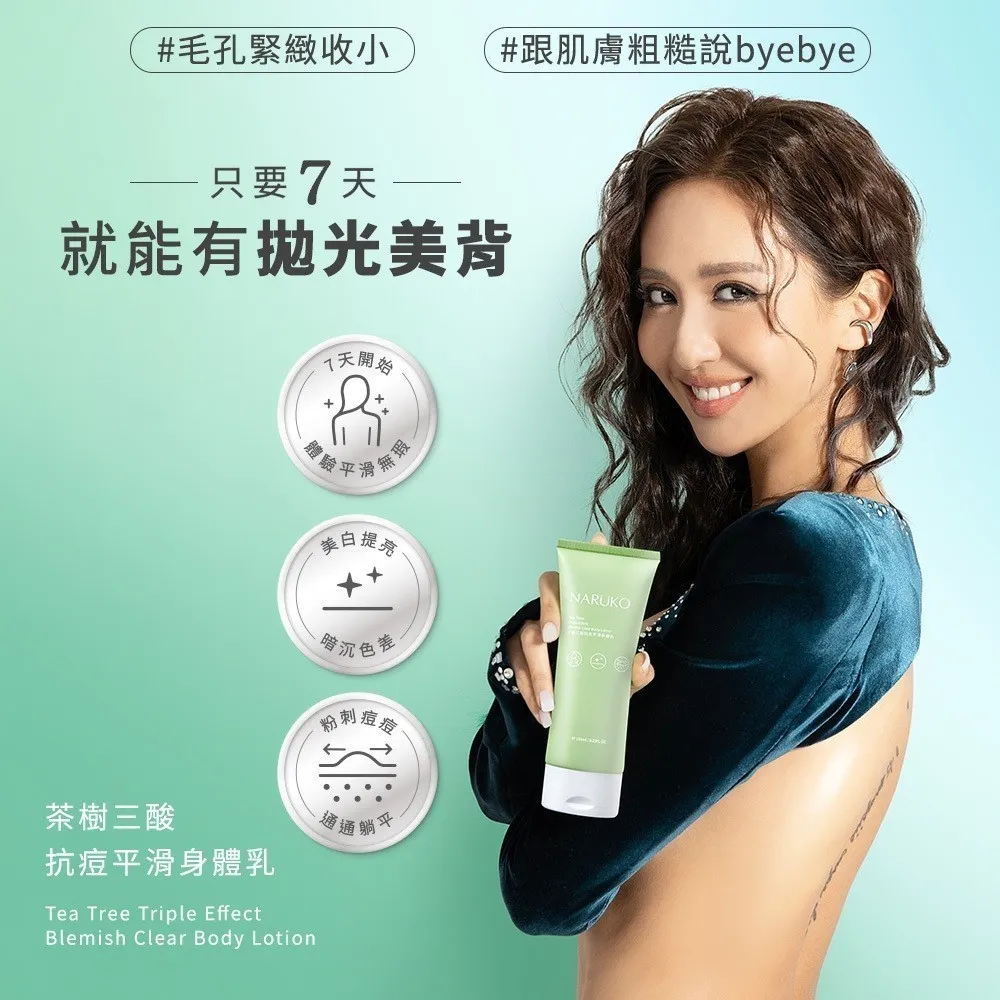 #毛孔緊緻收小
#跟肌膚粗糙說byebye
只要7天
就能有拋光美背
7天開始
體驗平滑無瑕
美白提亮
暗沉色差
粉刺痘痘
通通躺平
NARUKO
Tea Tree
茶樹三酸
抗痘平滑身體乳
Tea Tree Triple Effect
Blemish Clear Body Lotion